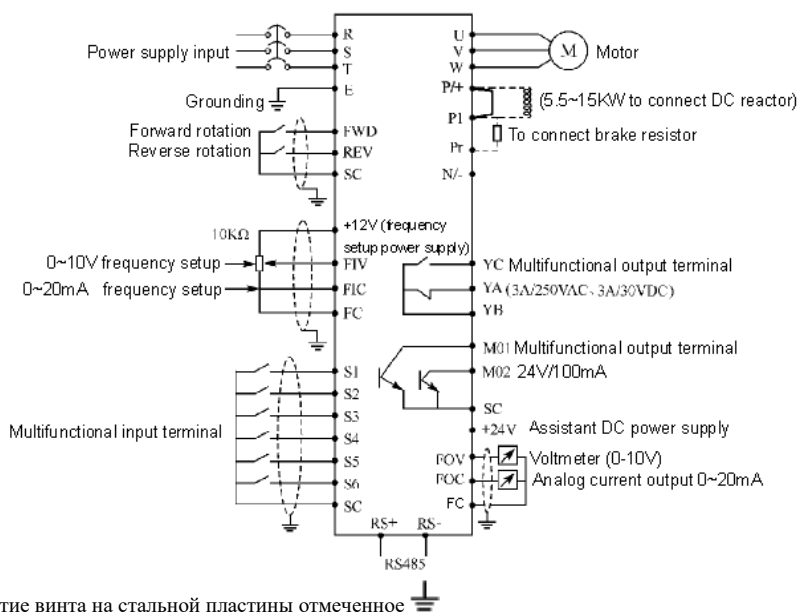 R
U
Power supply input
S
V
M
Motor
T
W
E
P/+
Grounding
(5.5~15KW to connect DC reactor)
P1
Forward rotation
FWD
To connect brake resistor
Reverse rotation
REV
Pr
SC
N/-
+12V (frequency
10KΩ
setup power supply)
0~10V frequency setup
FIV
YC Multifunctional output terminal
0~20mA frequency setup
FIC
YA (3A/250VAC、3A/30VDC)
FC
YB
M01 Multifunctional output terminal
S1
M02 24V/100mA
S2
S3
SC
Multifunctional input terminal
S4
+24V Assistant DC power supply
S5
FOV
Voltmeter (0-10V)
S6
FOC
Analog current output 0~20mA
SC
FC
RS+ RS-
RS485
тие винта на стальной пластины отмеченное